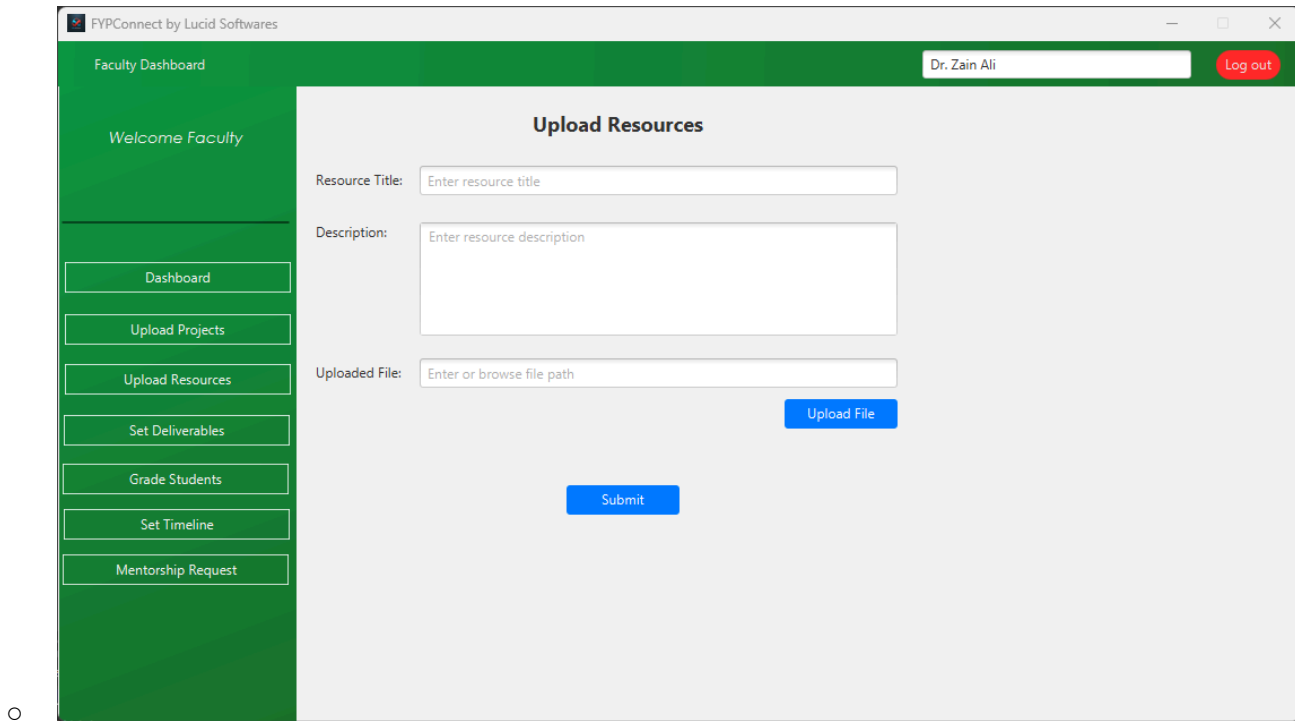 FYPConnect by Lucid Softwares
Faculty Dashboard
Dr. Zain Ali
Log out
Welcome Faculty
Dashboard
Upload Projects
Upload Resources
Set Deliverables
Grade Students
Set Timeline
Mentorship Request
Upload Resources
Resource Title:
Enter resource title
Description:
Enter resource description
Uploaded File:
Enter or browse file path
Upload File
Submit